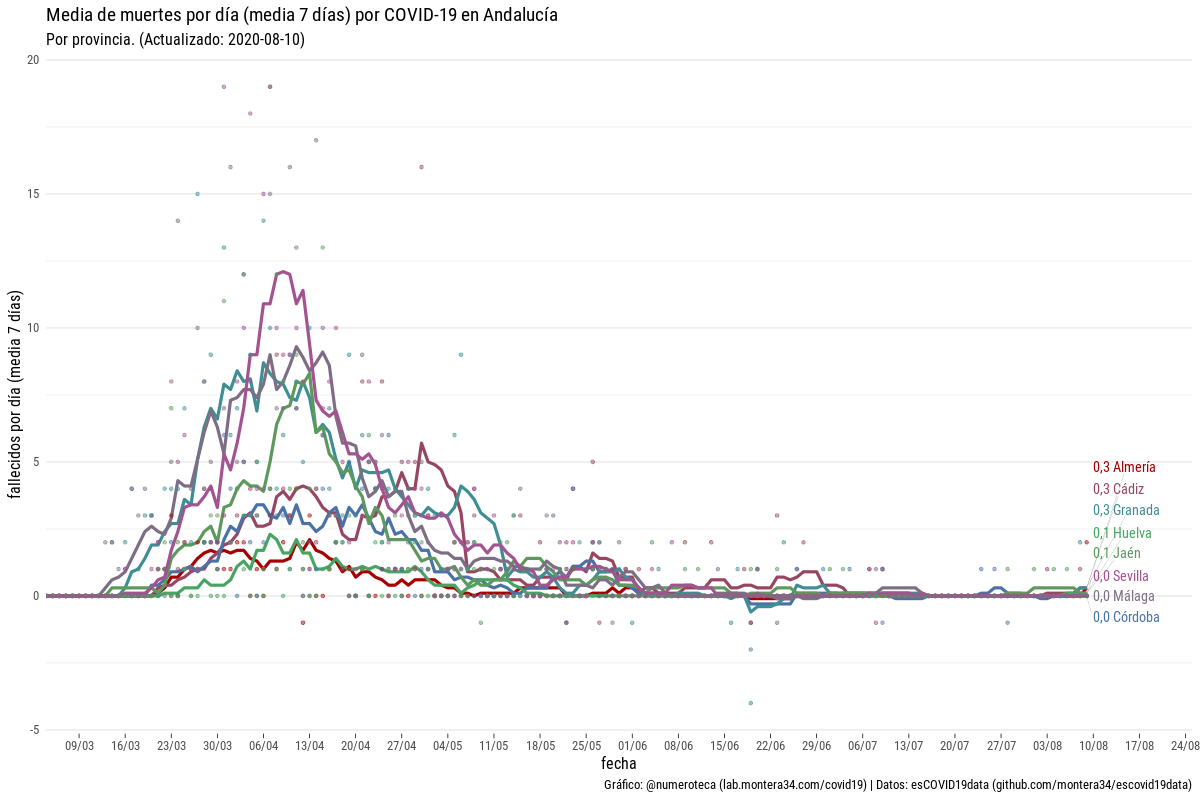 Media de muertes por día (media 7 días) por COVID-19 en Andalucía
Por provincia. (Actualizado: 2020-08-10)
fallecidos por día (media 7 días)
20
15
10
5
0
-5
0,3 Almería
0,3 Cádiz
0,3 Granada
0,1 Huelva
0,1 Jaén
0,0 Sevilla
0,0 Málaga
0,0 Córdoba
09/03 16/03 23/03 30/03 06/04 13/04 20/04 27/04 04/05 11/05 18/05 25/05 01/06 08/06 15/06 22/06 29/06 06/07 13/07 20/07 27/07 03/08 10/08 17/08 24/08
fecha
Gráfico: @numeroteca (lab.montera34.com/covid19) | Datos: esCOVID19data (github.com/montera34/escovid19data)